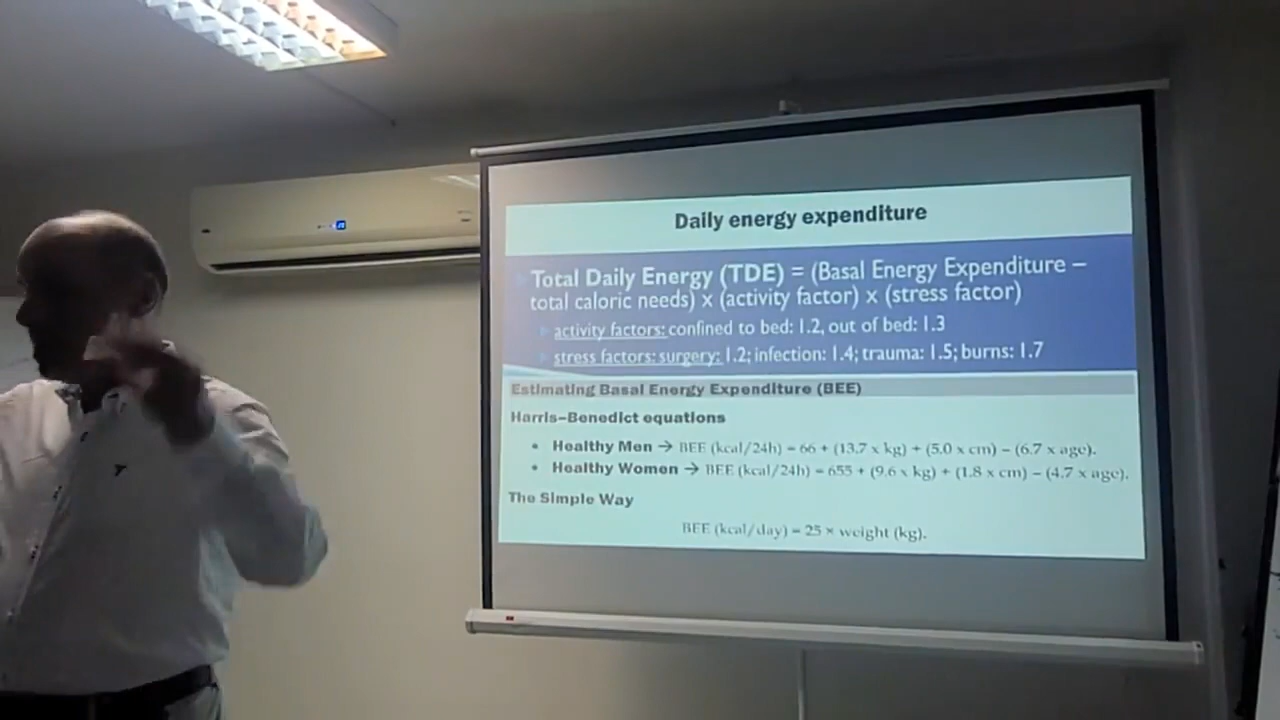 Daily energy expenditure
Total Daily Energy (TDE) = (Basal Energy Expenditure –
total caloric needs) x (activity factor) x (stress factor)
activity factors: confined to bed: 1.2, out of bed: 1.3
stress factors: surgery: 1.2; infection: 1.4; trauma: 1.5; burns: 1.7
Estimating Basal Energy Expenditure (BEE)
Harris–Benedict equations
• Healthy Men → BEE (kcal/24h) = 66 + (13.7 x kg) + (5.0 x cm) – (6.7 x age).
• Healthy Women → BEE (kcal/24h) = 655 + (9.6 x kg) + (1.8 x cm) – (4.7 x age).
The Simple Way
BEE (kcal/day) = 25 × weight (kg).